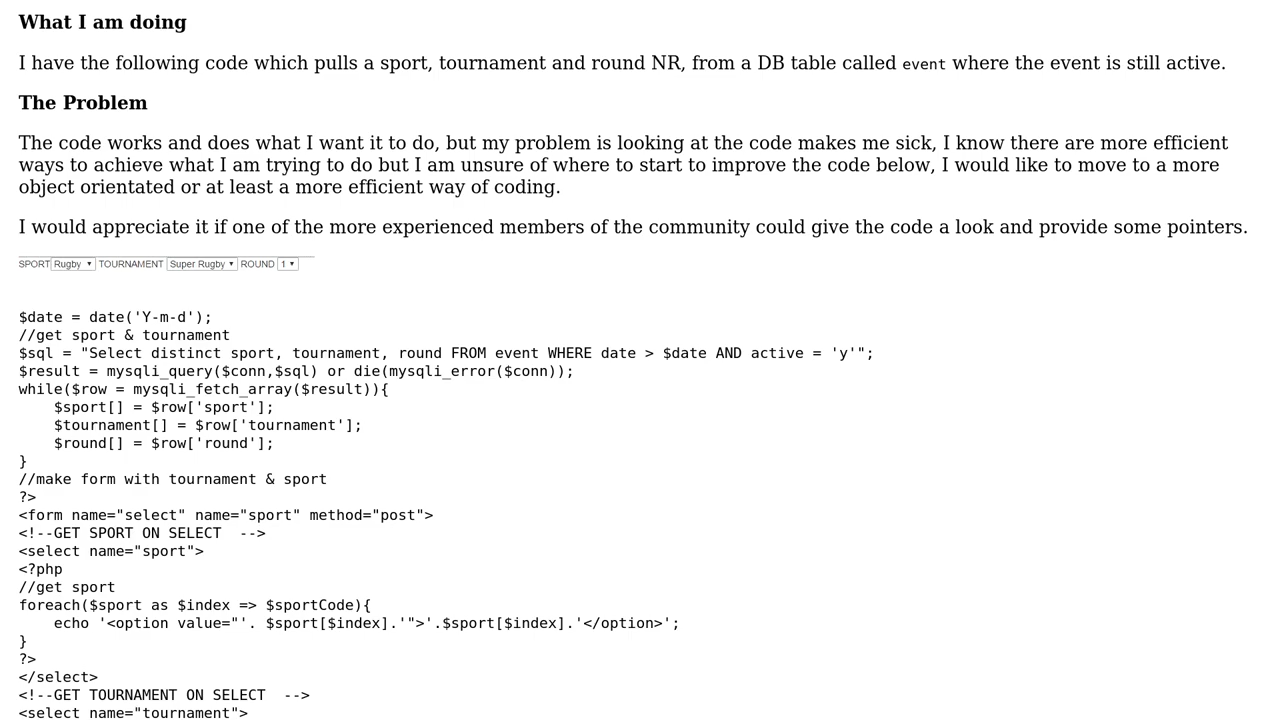 What I am doing
I have the following code which pulls a sport, tournament and round NR, from a DB table called event where the event is still active.
The Problem
The code works and does what I want it to do, but my problem is looking at the code makes me sick, I know there are more efficient
ways to achieve what I am trying to do but I am unsure of where to start to improve the code below, I would like to move to a more
object orientated or at least a more efficient way of coding.
I would appreciate it if one of the more experienced members of the community could give the code a look and provide some pointers.
SPORT Rugby ▼ TOURNAMENT Super Rugby ▼ ROUND 1 ▼
$date = date('Y-m-d');
//get sport & tournament
$sql = "Select distinct sport, tournament, round FROM event WHERE date > $date AND active = 'y'";
$result = mysqli_query($conn,$sql) or die(mysqli_error($conn));
while($row = mysqli_fetch_array($result)){
    $sport[] = $row['sport'];
    $tournament[] = $row['tournament'];
    $round[] = $row['round'];
}
//make form with tournament & sport
?>
<form name="select" name="sport" method="post">
<!--GET SPORT ON SELECT  -->
<select name="sport">
<?php
//get sport
foreach($sport as $index => $sportCode){
    echo '<option value="'. $sport[$index].'">'.$sport[$index].'</option>';
}
?>
</select>
<!--GET TOURNAMENT ON SELECT  -->
<select name="tournament">